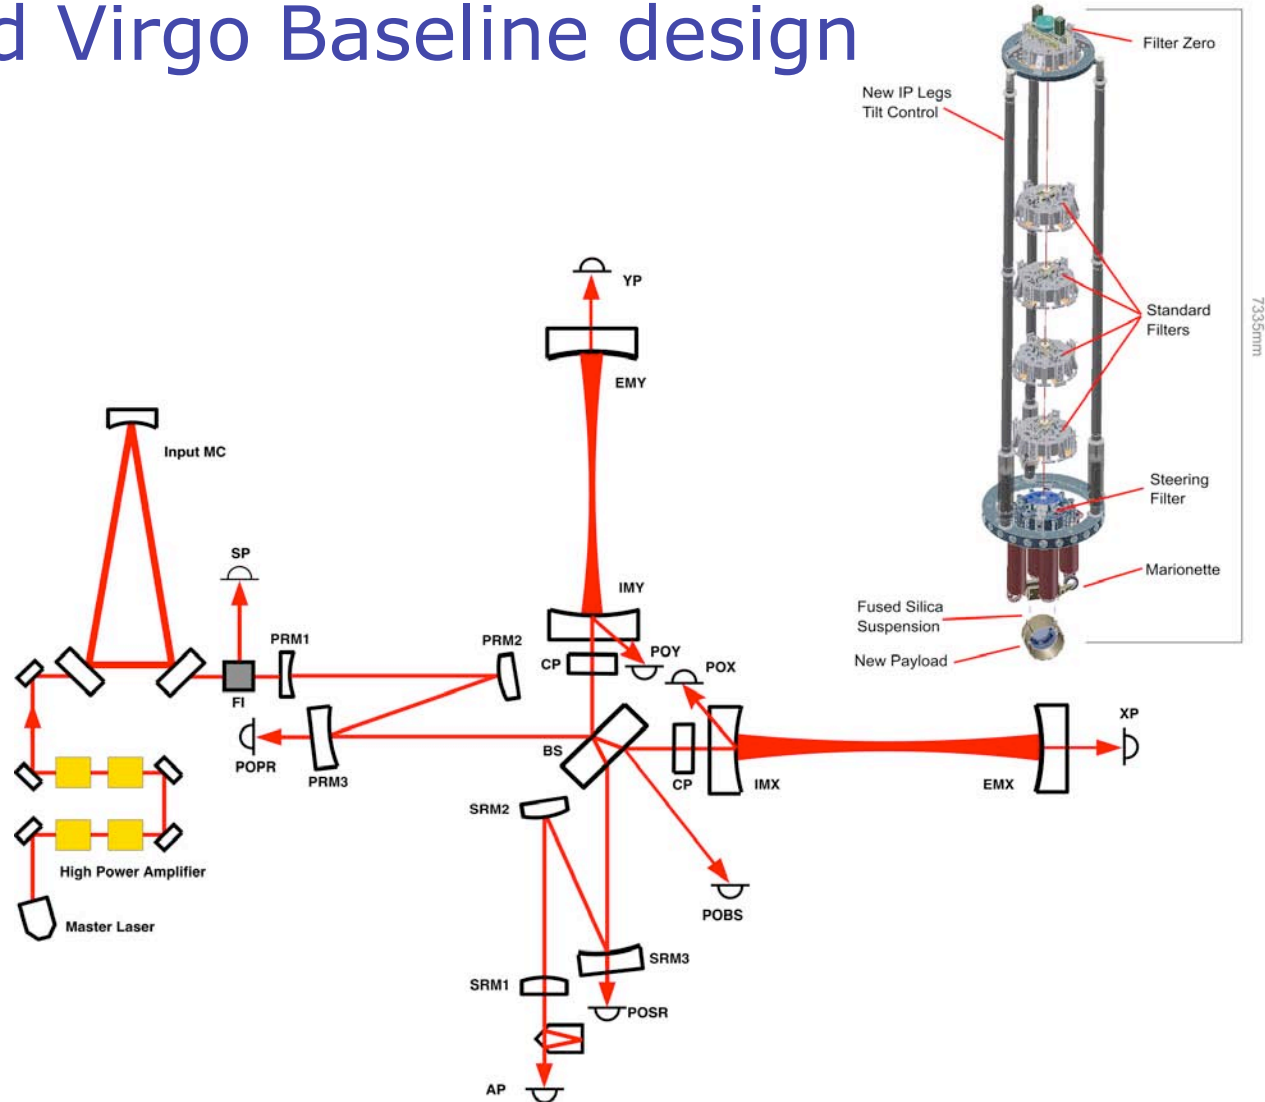 d Virgo Baseline design
Filter Zero
New IP Legs
Tilt Control
Standard
Filters
7335mm
Steering
Filter
Marionette
Fused Silica
Suspension
New Payload
YP
EMY
Input MC
SP
IMY
PRM1
PRM2
CP
POY
POX
FI
XP
POPR
PRM3
BS
CP
IMX
EMX
SRM2
High Power Amplifier
POBS
Master Laser
SRM3
SRM1
POSR
AP